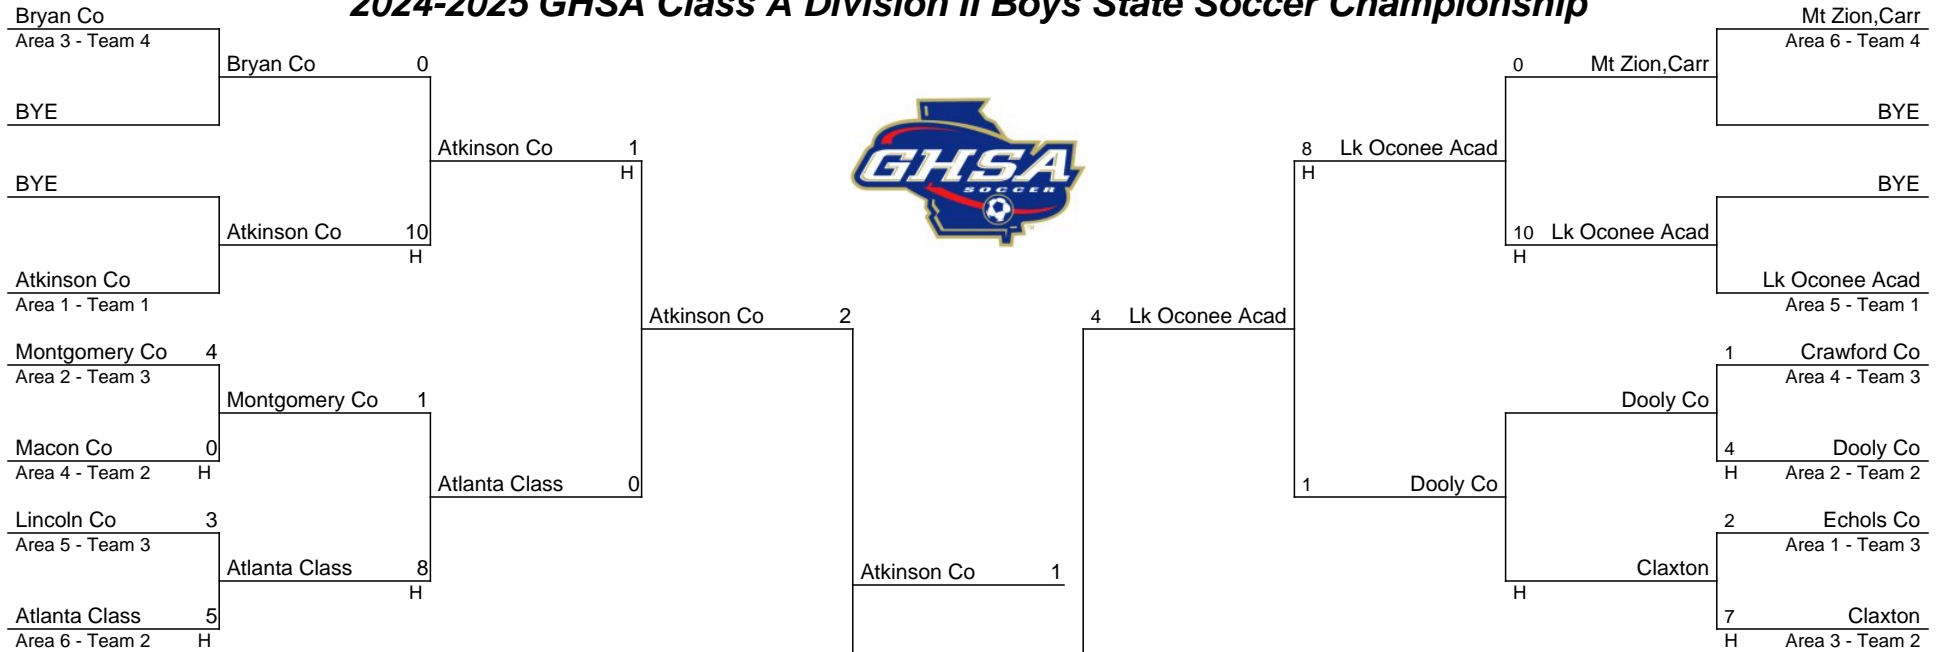 2024-2025 GHSA Class A Division II Boys State Soccer Championship
Bryan Co
Area 3 - Team 4
BYE
BYE
Atkinson Co
Area 1 - Team 1
Montgomery Co 4
Area 2 - Team 3
Macon Co 0
Area 4 - Team 2 H
Lincoln Co 3
Area 5 - Team 3
Atlanta Class 5
Area 6 - Team 2 H
Bryan Co 0
Atkinson Co 10
H
Montgomery Co 1
Atlanta Class 8
H
Atkinson Co 1
H
Atlanta Class 0
Atkinson Co 2
Atkinson Co 1
GHSA
SOCCER
4 Lk Oconee Acad
8 Lk Oconee Acad
H
1 Dooly Co
0 Mt Zion,Carr
10 Lk Oconee Acad
H
Dooly Co
Claxton
H
Mt Zion,Carr
Area 6 - Team 4
BYE
BYE
Lk Oconee Acad
Area 5 - Team 1
1 Crawford Co
Area 4 - Team 3
4 Dooly Co
H Area 2 - Team 2
2 Echols Co
Area 1 - Team 3
7 Claxton
H Area 3 - Team 2